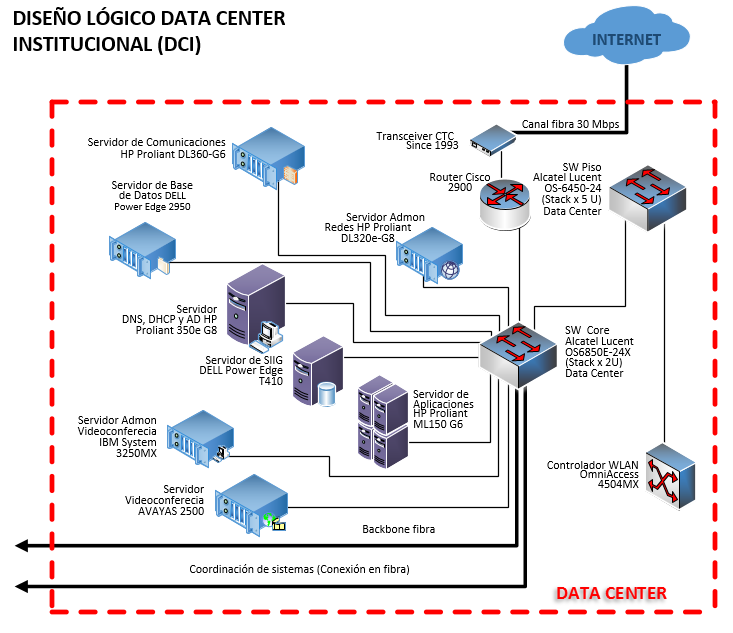 DISEÑO LÓGICO DATA CENTER
INSTITUCIONAL (DCI)
INTERNET
Canal fibra 30 Mbps
Transceiver CTC
Since 1993
Servidor de Comunicaciones
HP Proliant DL360-G6
Router Cisco
2900
SW Piso
Alcatel Lucent
OS-6450-24
(Stack x 5 U)
Data Center
Servidor de Base
de Datos DELL
Power Edge 2950
Servidor Admon
Redes HP Proliant
DL320e-G8
Servidor
DNS, DHCP y AD HP
Proliant 350e G8
SW  Core
Alcatel Lucent
OS6850E-24X
(Stack x 2U)
Data Center
Servidor de SIIG
DELL Power Edge
T410
Servidor de
Aplicaciones
HP Proliant
ML150 G6
Servidor Admon
Videoconferecia
IBM System
3250MX
Controlador WLAN
OmniAccess
4504MX
Servidor
Videoconferecia
AVAYAS 2500
Backbone fibra
Coordinación de sistemas (Conexión en fibra)
DATA CENTER